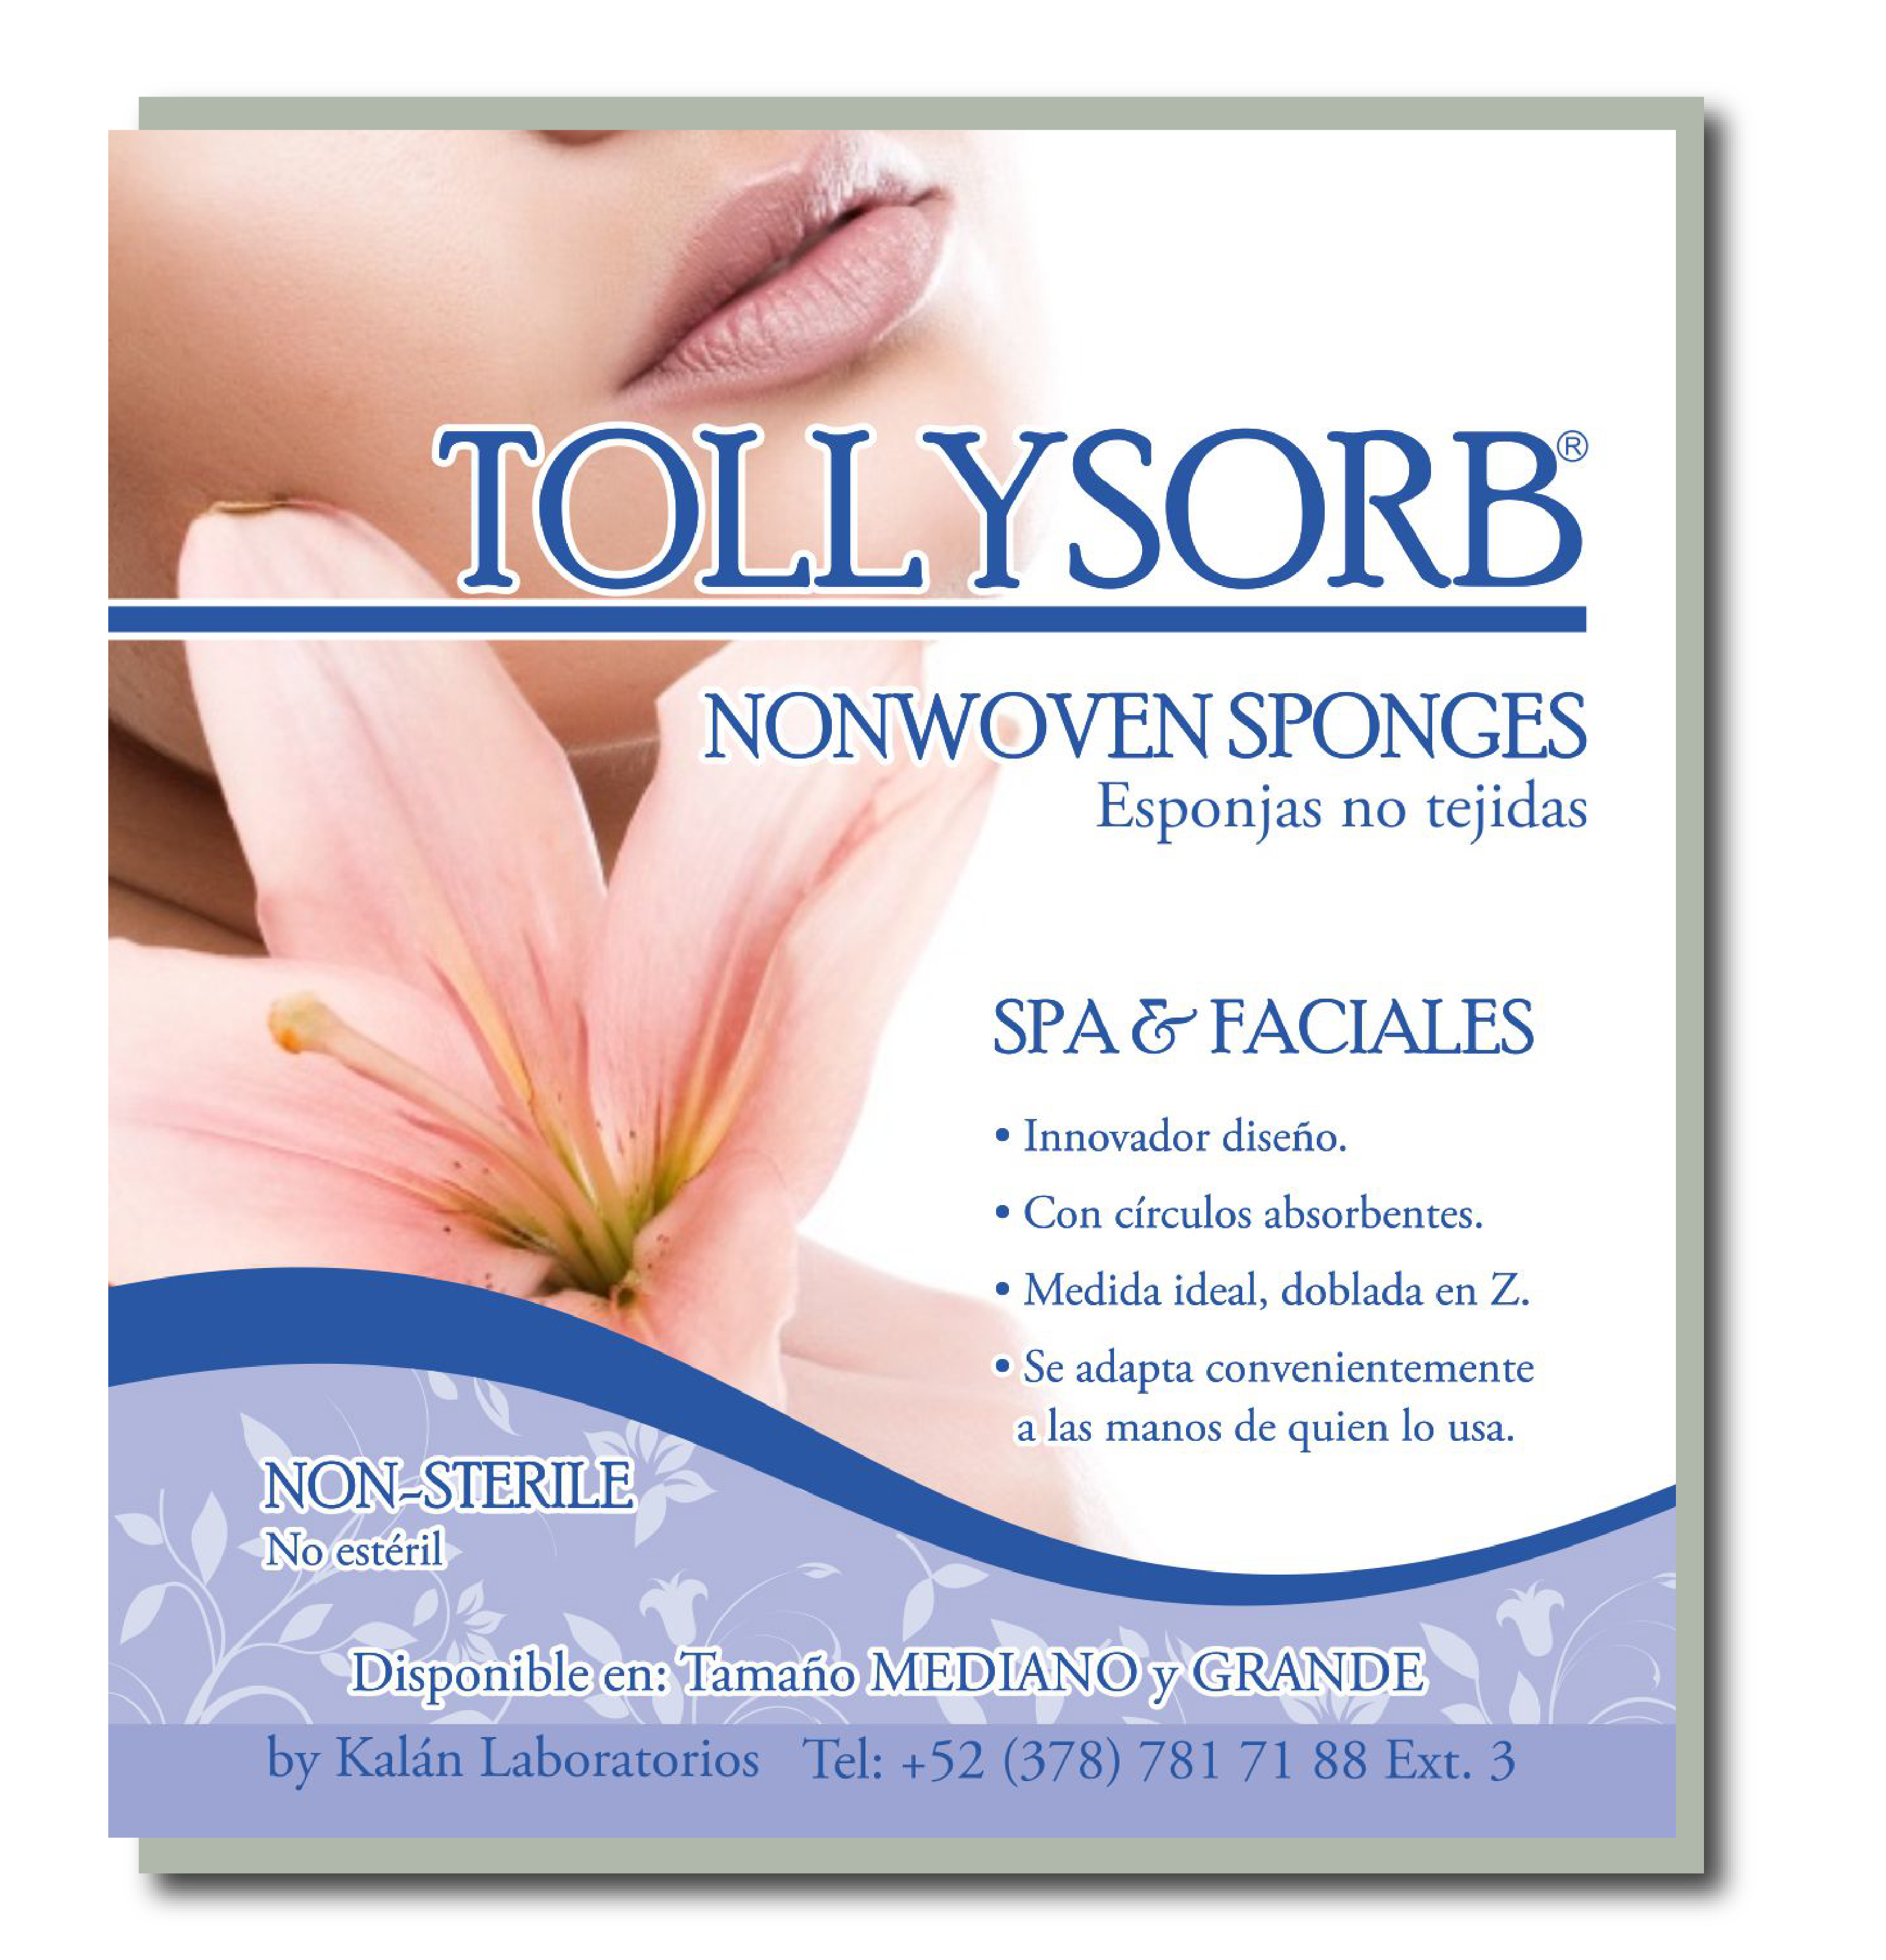 TOLLYSORB®
NONWOVEN SPONGES
Esponjas no tejidas
SPA & FACIALES
• Innovador diseño.
• Con círculos absorbentes.
• Medida ideal, doblada en Z.
• Se adapta convenientemente
a las manos de quien lo usa.
NON-STERILE
No estéril
Disponible en: Tamaño MEDIANO y GRANDE
by Kalán Laboratorios Tel: +52 (378) 781 71 88 Ext. 3